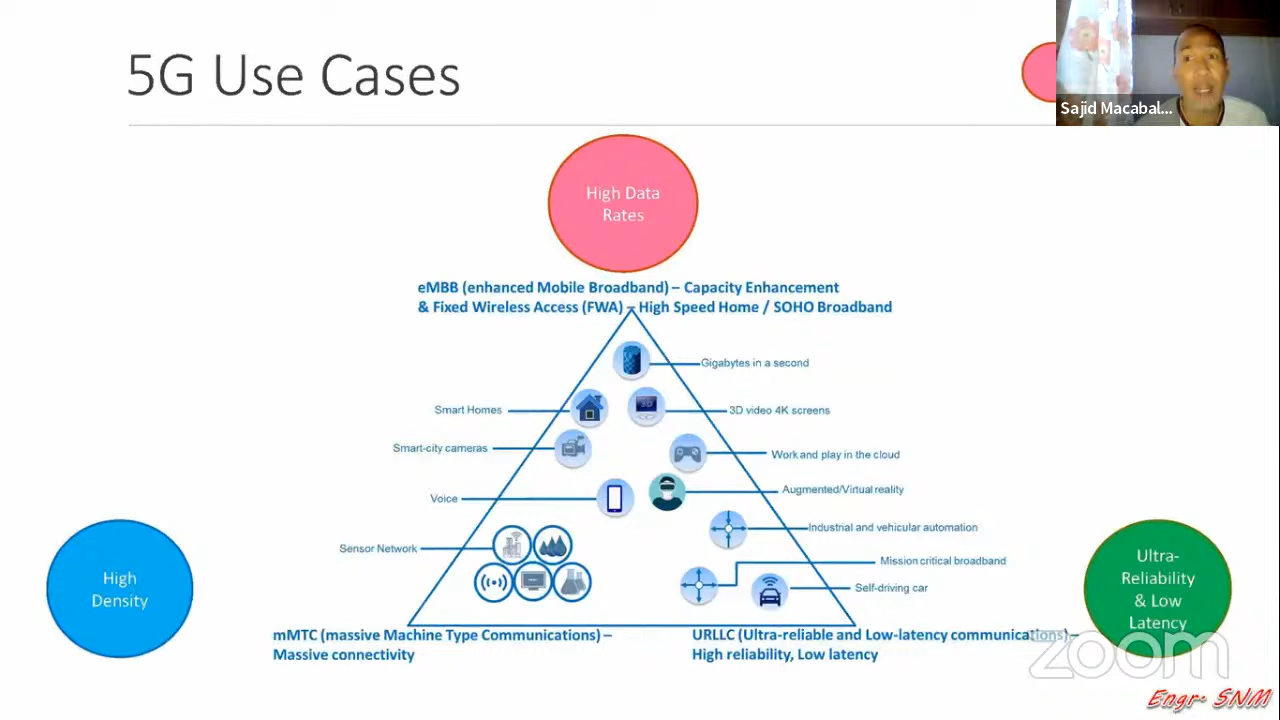 5G Use Cases
Sajid Macabal...
High Data
Rates
eMBB (enhanced Mobile Broadband) – Capacity Enhancement
& Fixed Wireless Access (FWA) – High Speed Home / SOHO Broadband
Gigabytes in a second
Smart Homes
3D video 4K screens
Smart-city cameras
Work and play in the cloud
Voice
Augmented/Virtual reality
Industrial and vehicular automation
Sensor Network
Mission critical broadband
Self-driving car
High
Density
Ultra-
Reliability
& Low
Latency
mMTC (massive Machine Type Communications) –
Massive connectivity
URLLC (Ultra-reliable and Low-latency communications) –
High reliability, Low latency
zoom
Engr. SNM